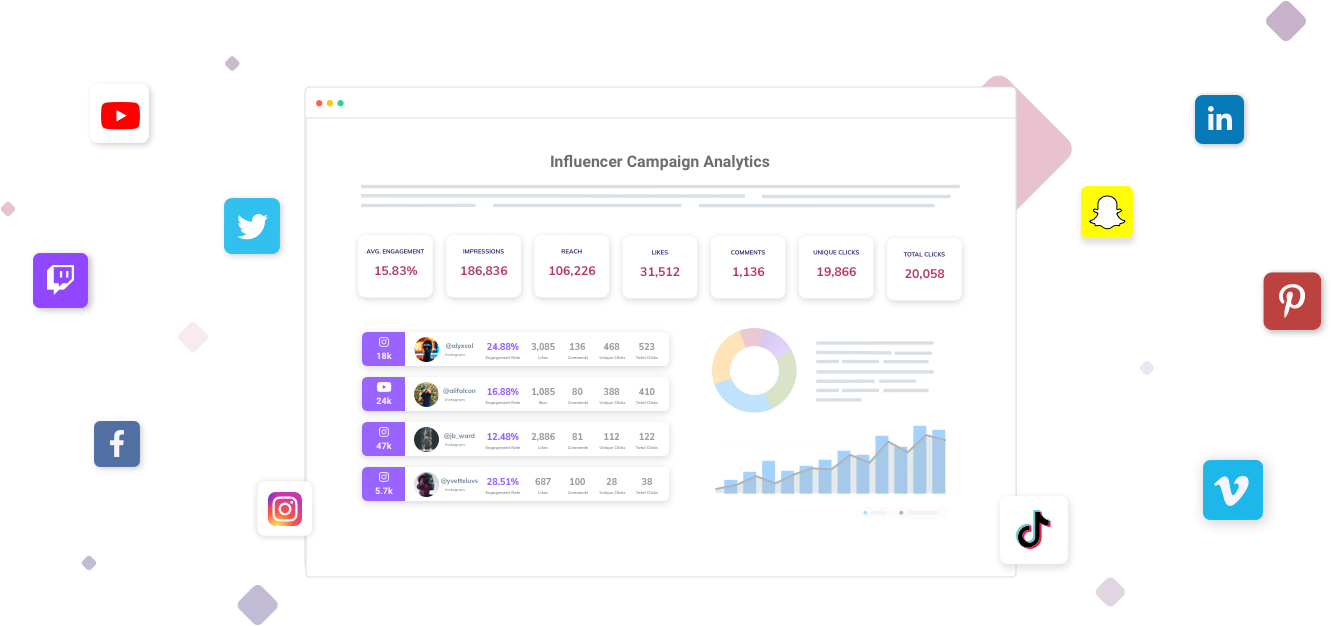 Influencer Campaign Analytics
AVG. ENGAGEMENT IMPRESSIONS REACH LIKES COMMENTS UNIQUE CLICKS TOTAL CLICKS
15.83% 186,836 106,226 31,512 1,136 19,866 20,058
18k @alyxsol 24.88% 3,085 136 468 523
Instagram Engagement Rate Likes Comments Unique Clicks Total Clicks
24k @alifalcon 16.88% 1,085 80 388 410
Instagram Engagement Rate likes Comments Unique Clicks Total Clicks
47k @jb_ward 12.48% 2,886 81 112 122
Instagram Engagement Rate Likes Comments Unique Clicks Total Clicks
5.7k @yvetteluvs 28.51% 687 100 28 38
Instagram Engagement Rate Likes Comments Unique Clicks Total Clicks
in